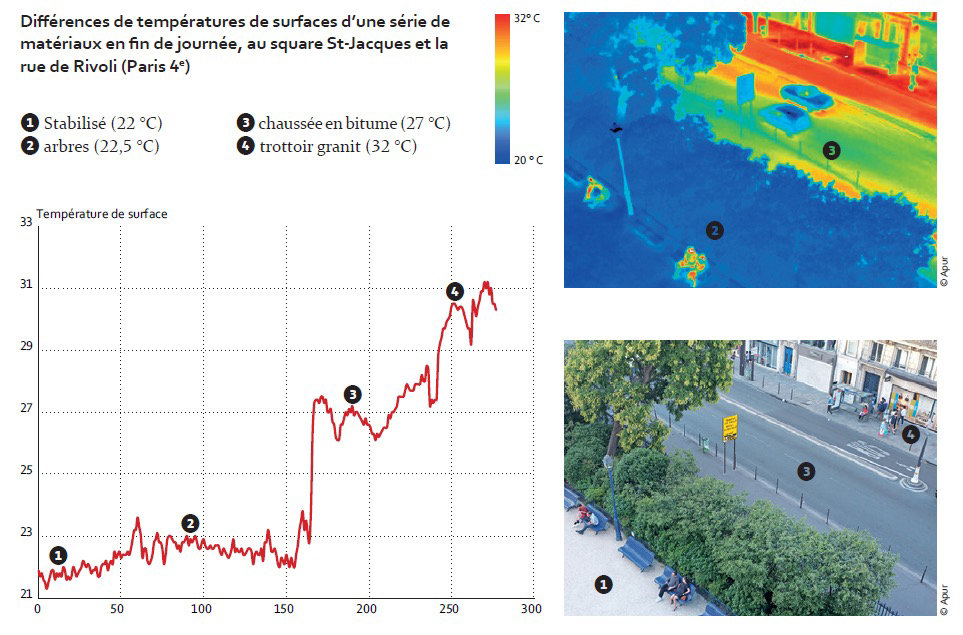 Différences de températures de surfaces d'une série de
matériaux en fin de journée, au square St-Jacques et la
rue de Rivoli (Paris 4e)
1 Stabilisé (22 °C)
2 arbres (22,5 °C)
3 chaussée en bitume (27 °C)
4 trottoir granit (32 °C)
32° C
20° C
Température de surface
33
31
29
27
25
23
21
0
50
100
150
200
250
300
1
2
3
4
3
2
© Apur
3
4
1
© Apur